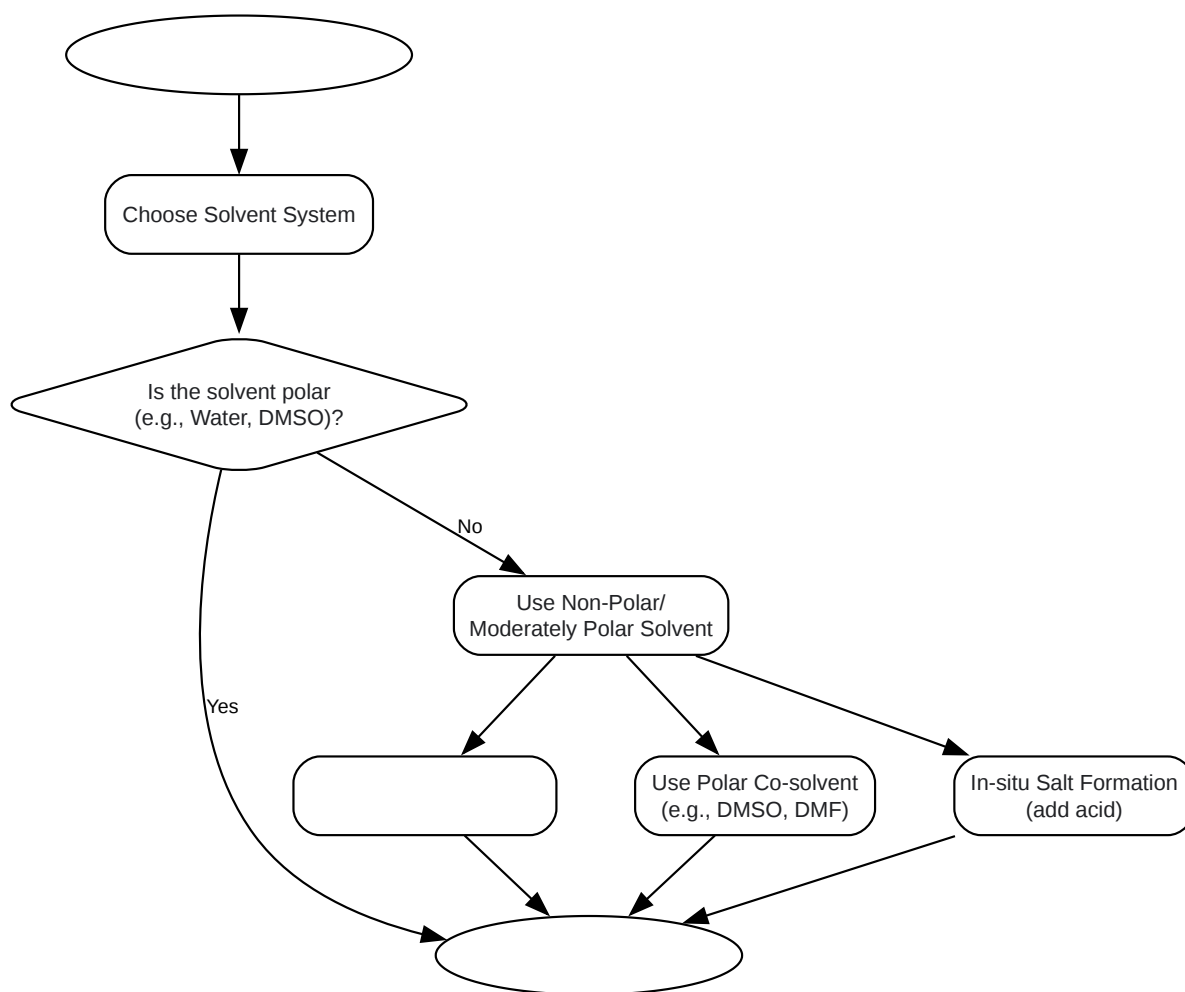 Choose Solvent System
Is the solvent polar
(e.g., Water, DMSO)?
No
Use Non-Polar/
Moderately Polar Solvent
Yes
Use Polar Co-solvent
(e.g., DMSO, DMF)
In-situ Salt Formation
(add acid)